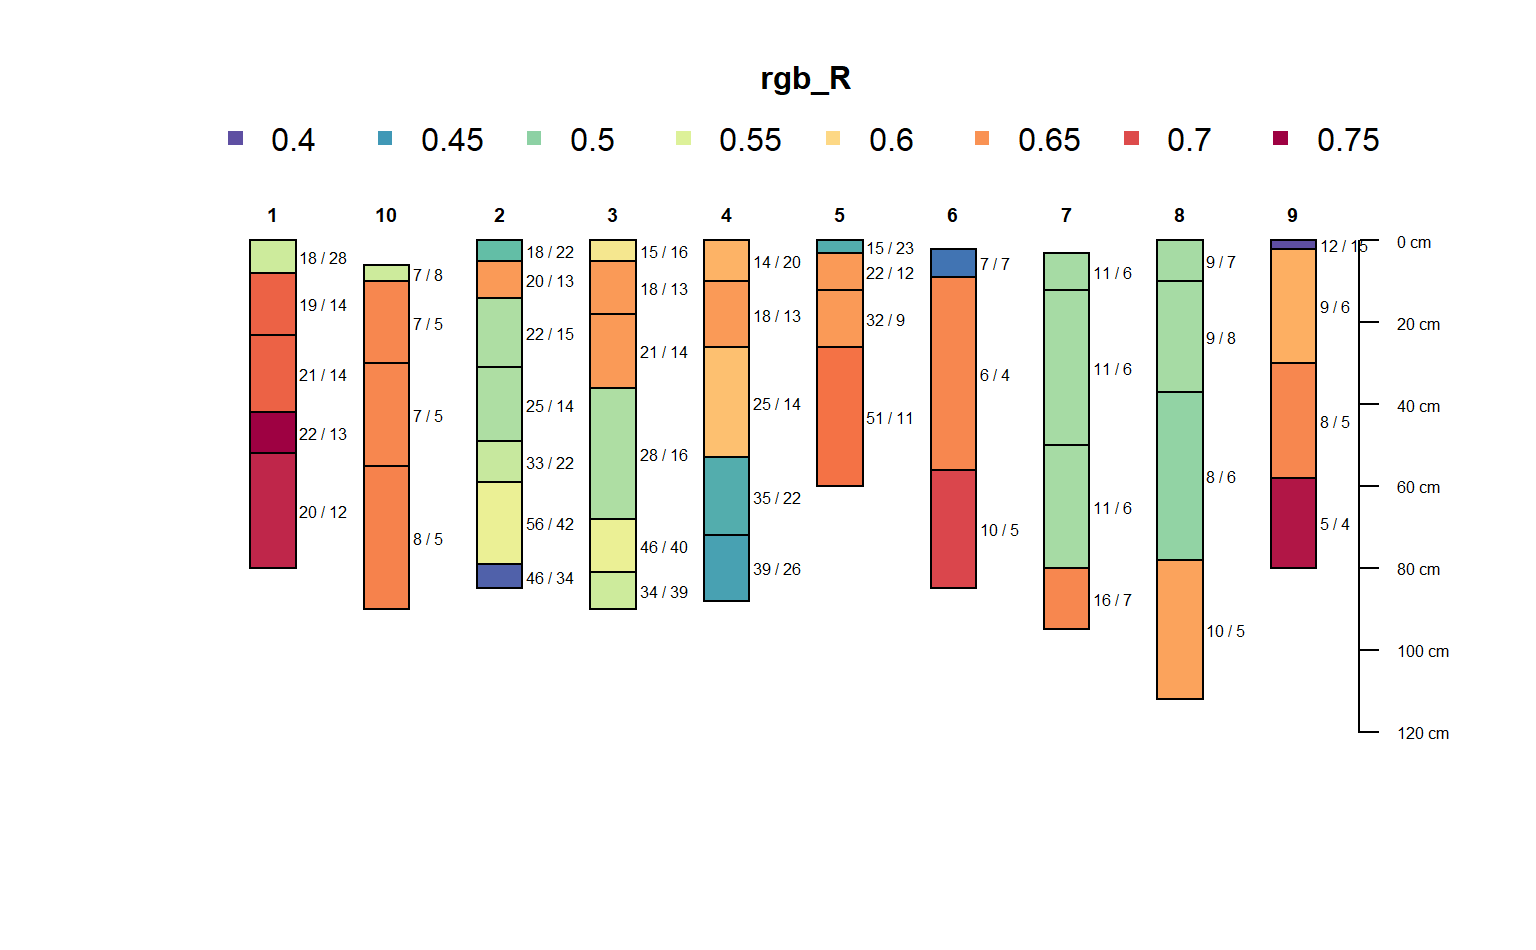 rgb_R
0.4 0.45 0.5 0.55 0.6 0.65 0.7 0.75
1 10 2 3 4 5 6 7 8 9
18 / 28
19 / 14
21 / 14
22 / 13
20 / 12
7 / 8
7 / 5
7 / 5
8 / 5
18 / 22
20 / 13
22 / 15
25 / 14
33 / 22
56 / 42
46 / 34
15 / 16
18 / 13
21 / 14
28 / 16
46 / 40
34 / 39
14 / 20
18 / 13
25 / 14
35 / 22
39 / 26
15 / 23
22 / 12
32 / 9
51 / 11
7 / 7
6 / 4
10 / 5
11 / 6
11 / 6
11 / 6
16 / 7
9 / 7
9 / 8
8 / 6
10 / 5
12 / 15
9 / 6
8 / 5
5 / 4
0 cm
20 cm
40 cm
60 cm
80 cm
100 cm
120 cm